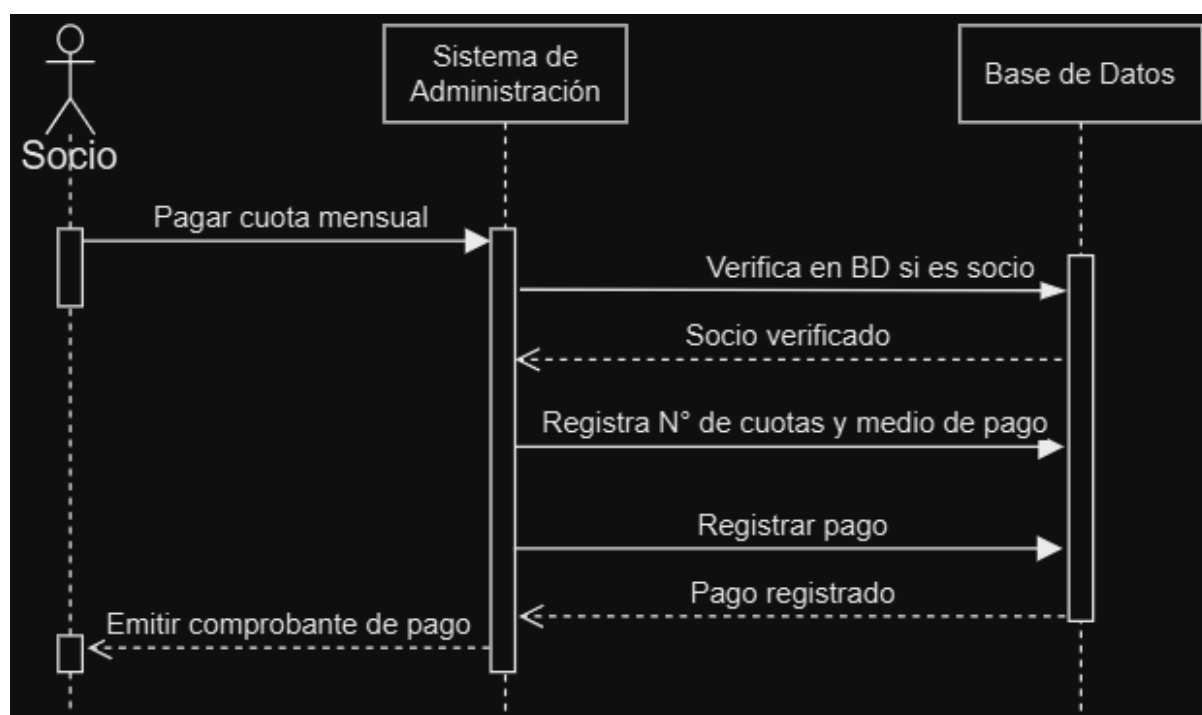 Sistema de
Administración
Base de Datos
Socio
Pagar cuota mensual
Verifica en BD si es socio
Socio verificado
Registra N° de cuotas y medio de pago
Registrar pago
Pago registrado
Emitir comprobante de pago